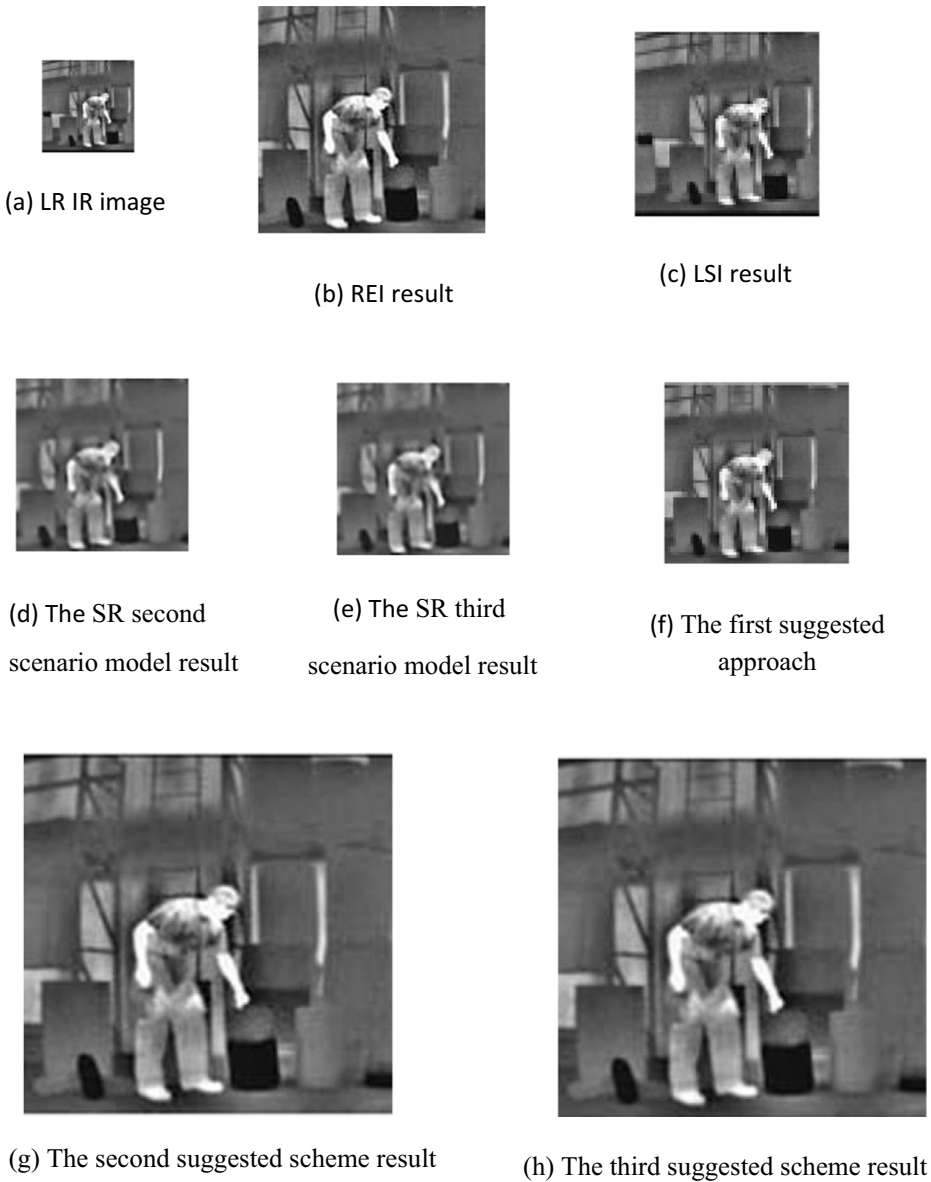 (a) LR IR image
(b) REI result
(c) LSI result
(d) The SR second
scenario model result
(e) The SR third
scenario model result
(f) The first suggested
approach
(g) The second suggested scheme result
(h) The third suggested scheme result